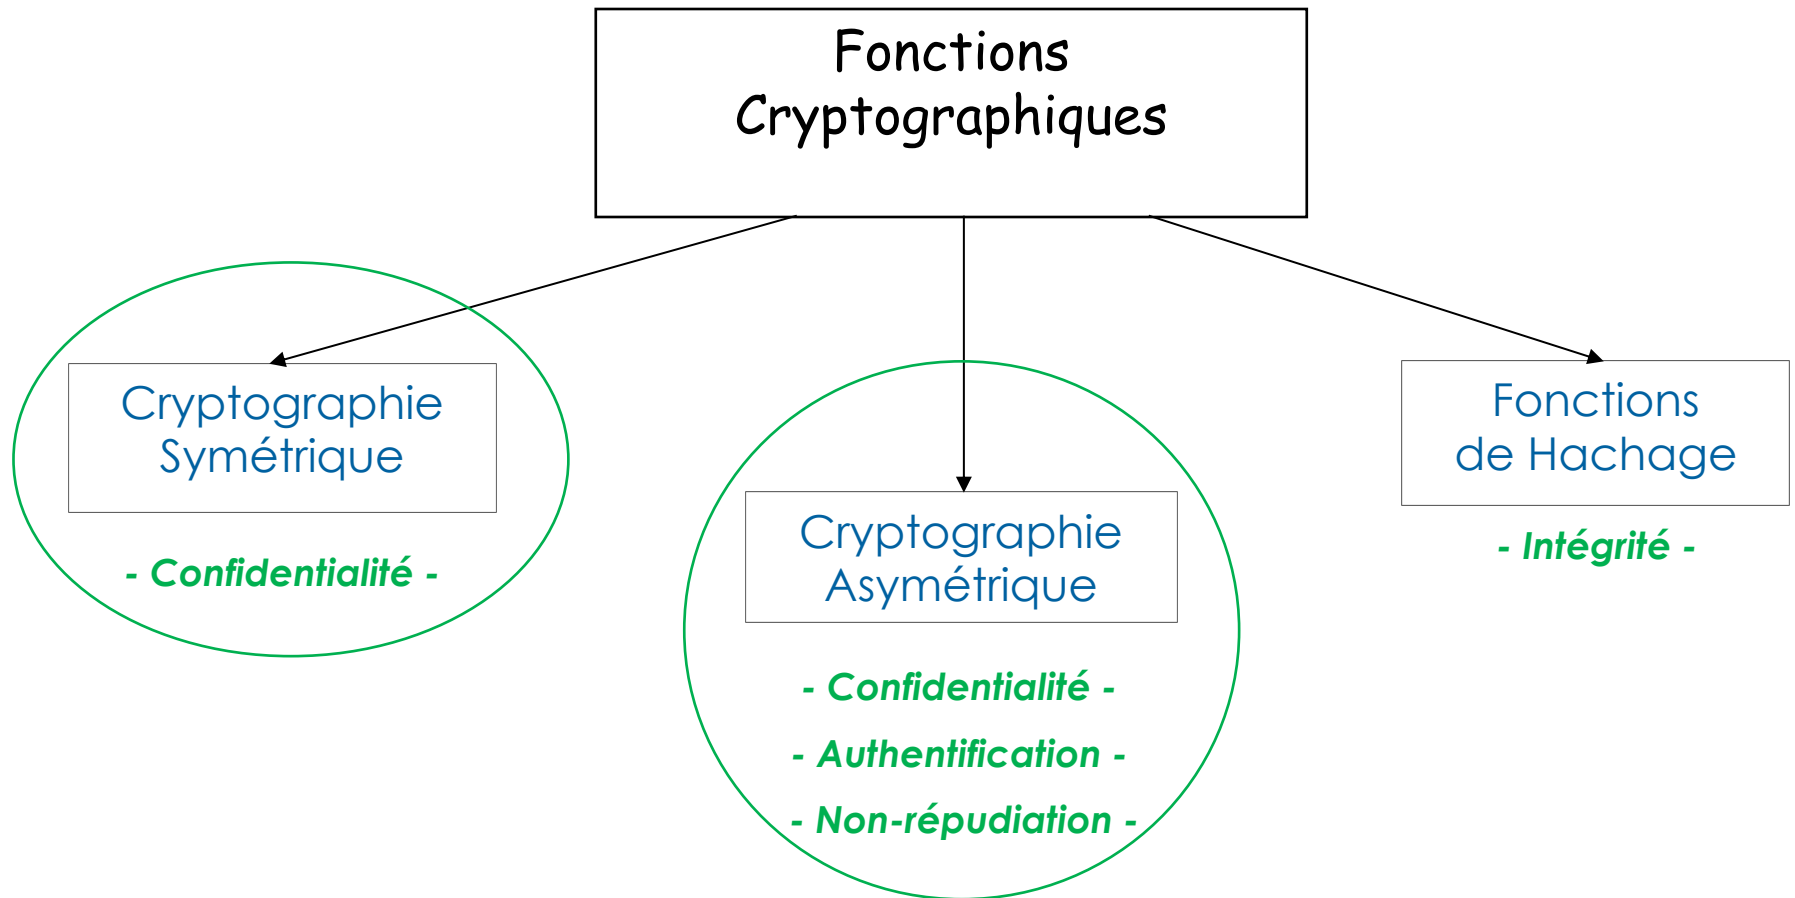 Fonctions
Cryptographiques
Cryptographie
Symétrique
- Confidentialité -
Cryptographie
Asymétrique
- Confidentialité -
- Authentification -
- Non-répudiation -
Fonctions
de Hachage
- Intégrité -